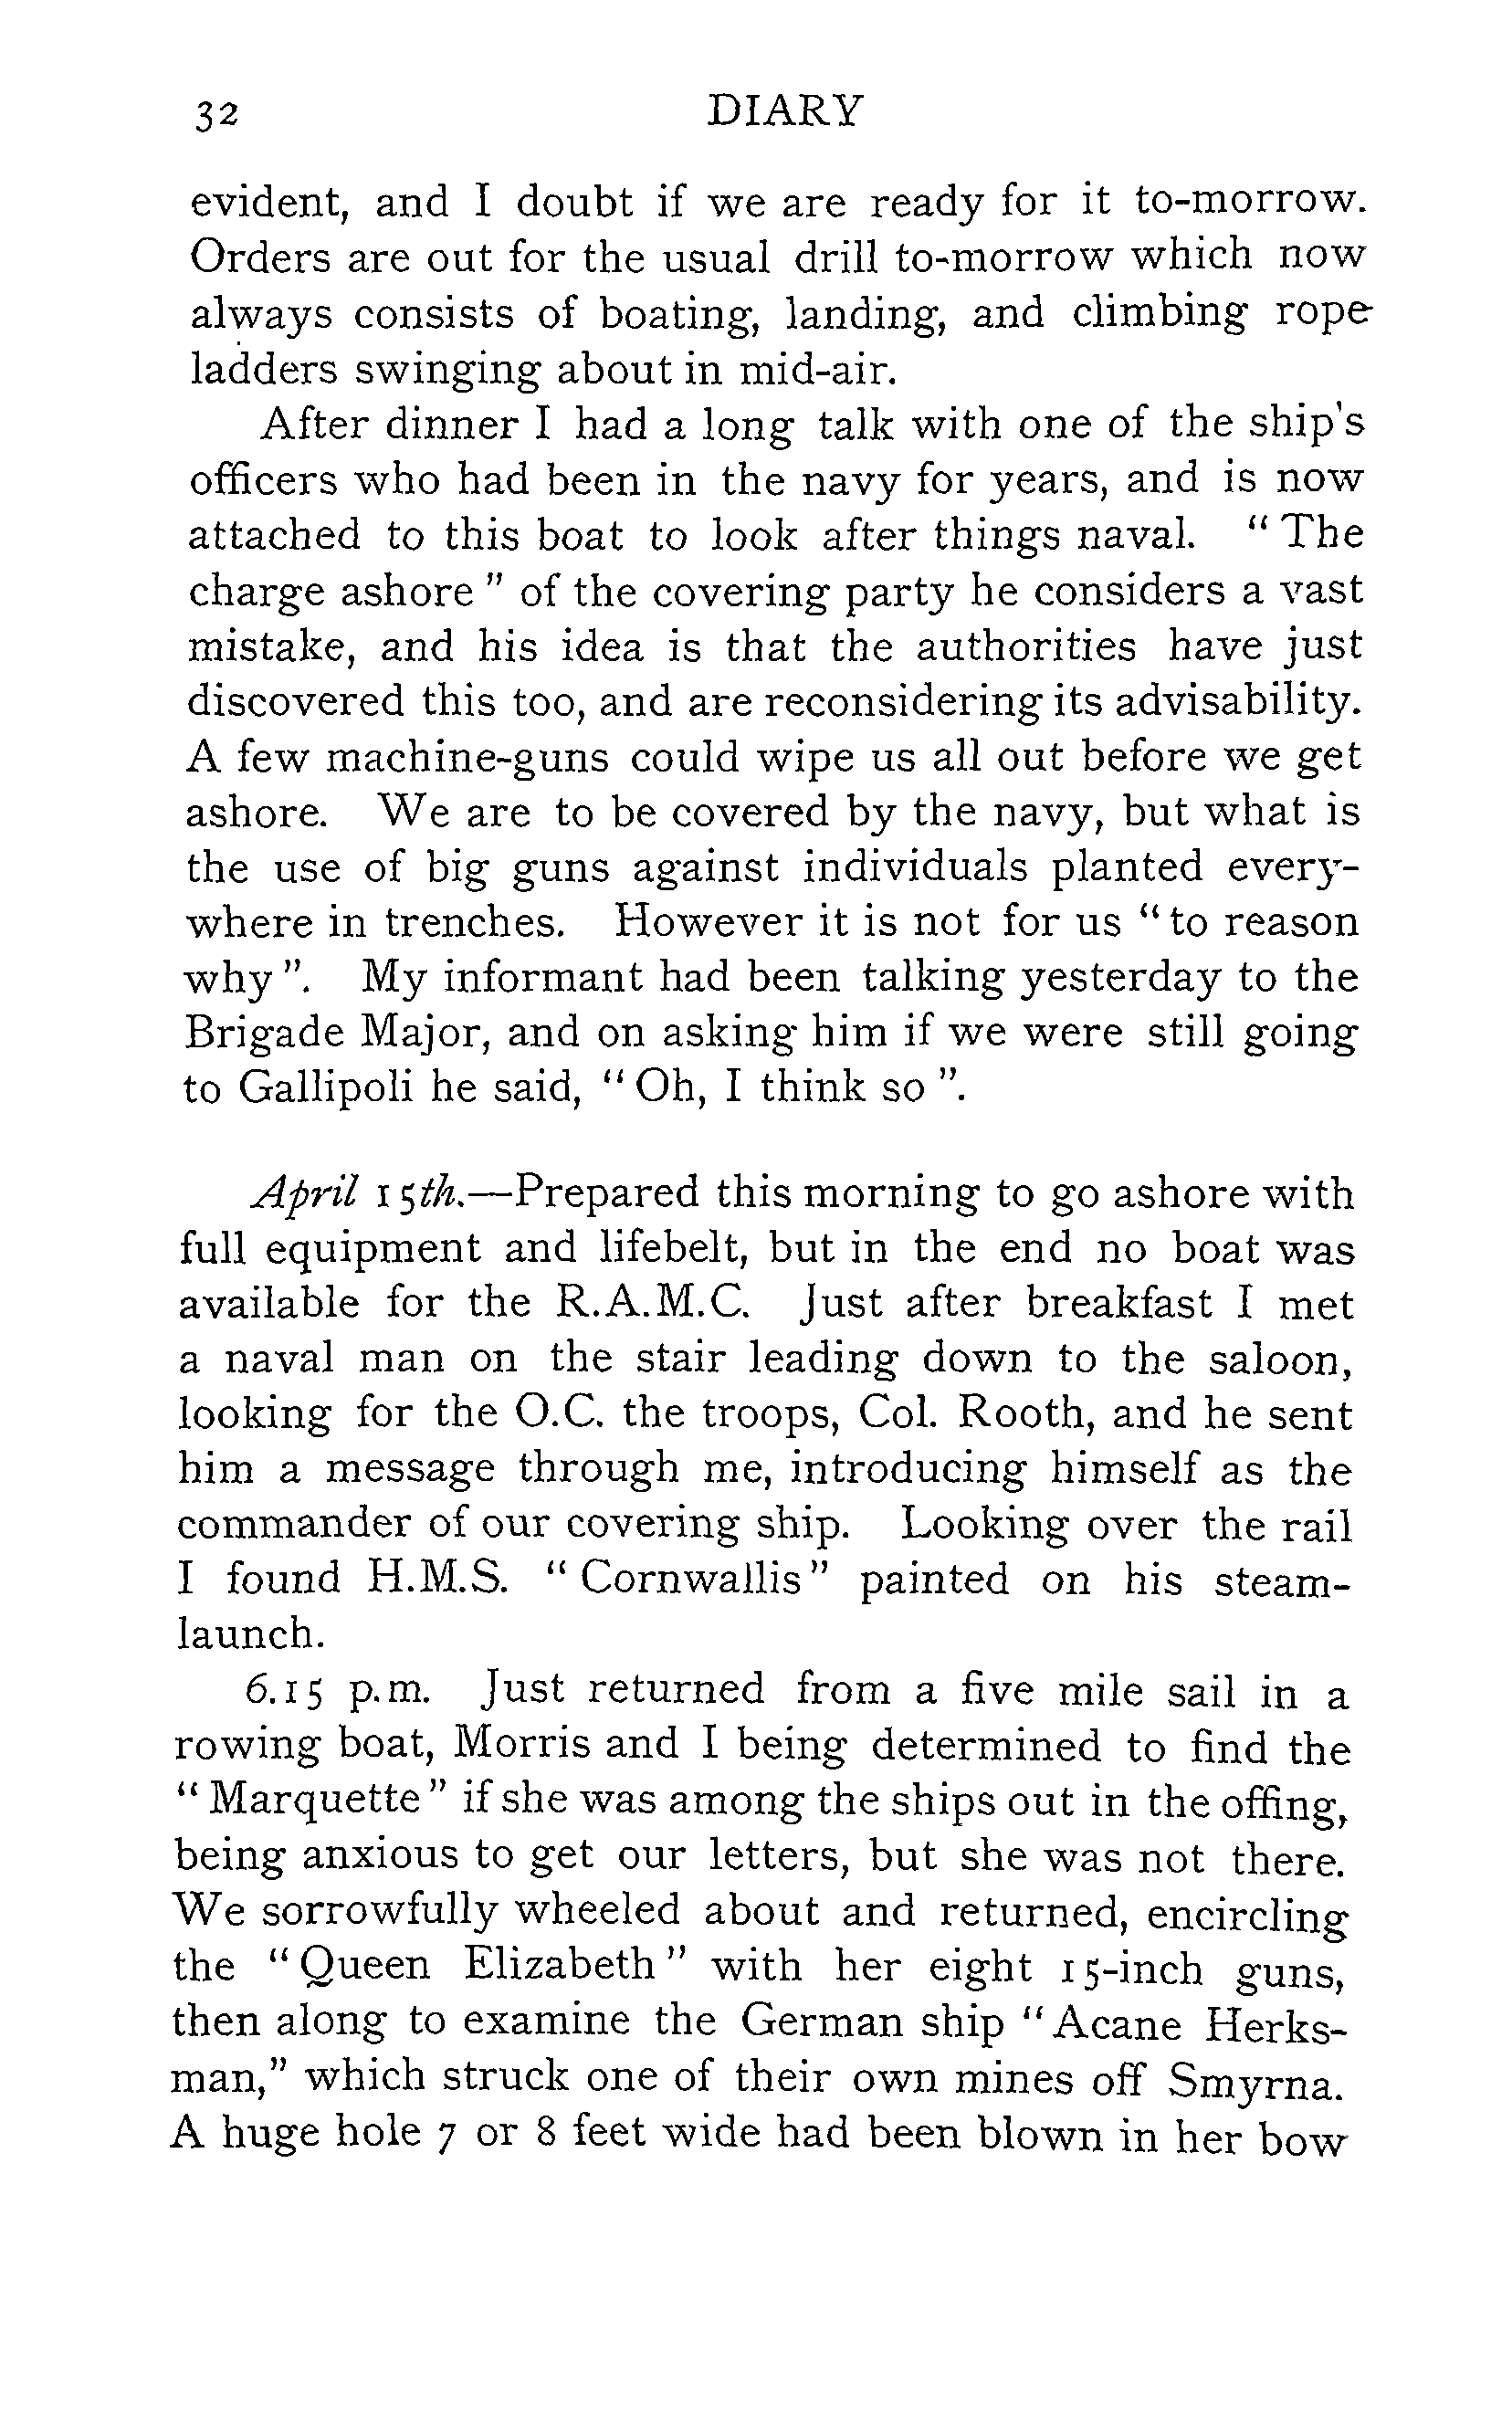 32 DIARY
evident, and I doubt if we are ready for it to-morrow.
Orders are out for the usual drill to-morrow which now
always consists of boating, landing, and climbing rope
ladders swinging about in mid-air.
After dinner I had a long talk with one of the ship's
officers who had been in the navy for years, and is now
attached to this boat to look after things naval. " The
charge ashore " of the covering party he considers a vast
mistake, and his idea is that the authorities have just
discovered this too, and are reconsidering its advisability.
A few machine-guns could wipe us all out before we get
ashore. We are to be covered by the navy, but what is
the use of big guns against individuals planted every-
where in trenches. However it is not for us " to reason
why ". My informant had been talking yesterday to the
Brigade Major, and on asking him if we were still going
to Gallipoli he said, " Oh, I think so ".
April 15th.—Prepared this morning to go ashore with
full equipment and lifebelt, but in the end no boat was
available for the R.A.M.C. Just after breakfast I met
a naval man on the stair leading down to the saloon,
looking for the O.C. the troops, Col. Rooth, and he sent
him a message through me, introducing himself as the
commander of our covering ship. Looking over the rail
I found H.M.S. " Cornwallis " painted on his steam-
launch.
6.15 p.m. Just returned from a five mile sail in a
rowing boat, Morris and I being determined to find the
" Marquette " if she was among the ships out in the offing,
being anxious to get our letters, but she was not there.
We sorrowfully wheeled about and returned, encircling
the " Queen Elizabeth " with her eight 15-inch guns,
then along to examine the German ship " Acane Herks-
man," which struck one of their own mines off Smyrna.
A huge hole 7 or 8 feet wide had been blown in her bow